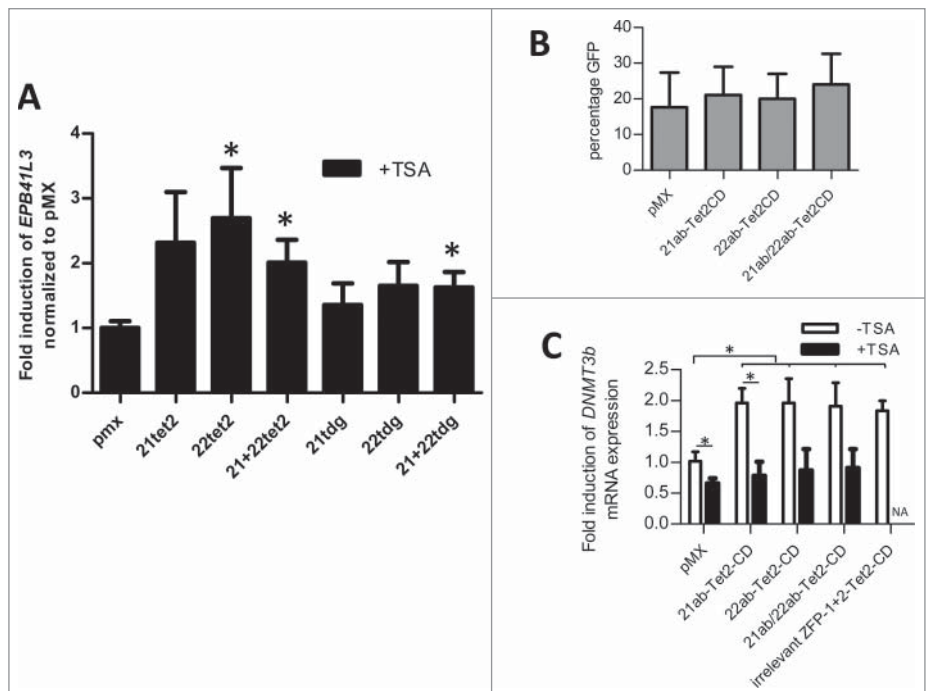 A
Fold induction of EPB41L3
normalized to pMX
4
3
2
1
0
*
*
*
+TSA
pmx
21tet2
22tet2
21+22tet2
21tdg
22tdg
21+22tdg
B
percentage GFP
40
30
20
10
0
pMX
21ab-Tet2CD
22ab-Tet2CD
21ab/22ab-Tet2CD
C
-TSA
+TSA
Fold induction of DNMT3b
mRNA expression
2.5
2.0
1.5
1.0
0.5
0.0
*
*
*
NA
pMX
21ab-Tet2-CD
22ab-Tet2-CD
21ab/22ab-Tet2-CD
irrelevant ZFP-1+2-Tet2-CD